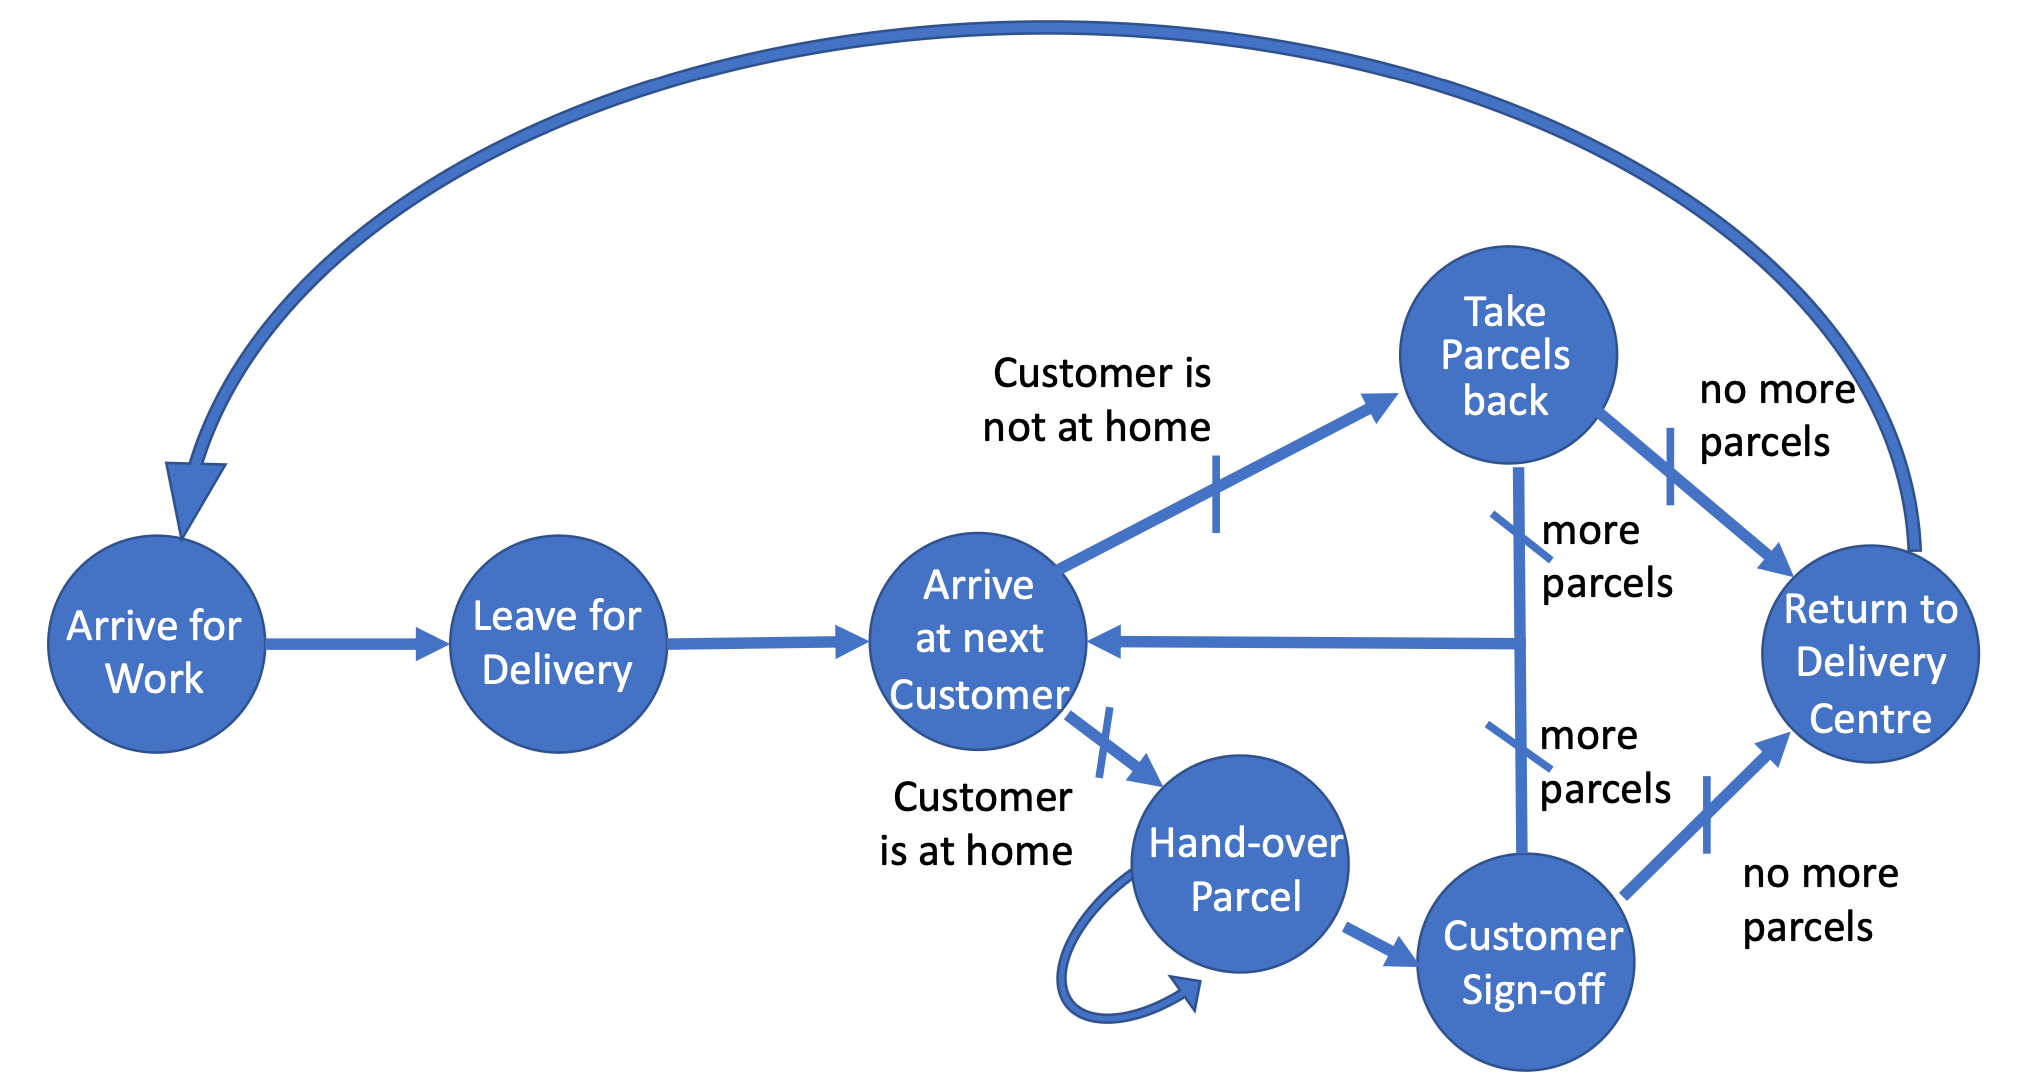 Arrive for
Work
Leave for
Delivery
Arrive
at next
Customer
Customer is
not at home
Take
Parcels
back
no more
parcels
more
parcels
Return to
Delivery
Centre
more
parcels
Customer
is at home
Hand-over
Parcel
Customer
Sign-off
no more
parcels